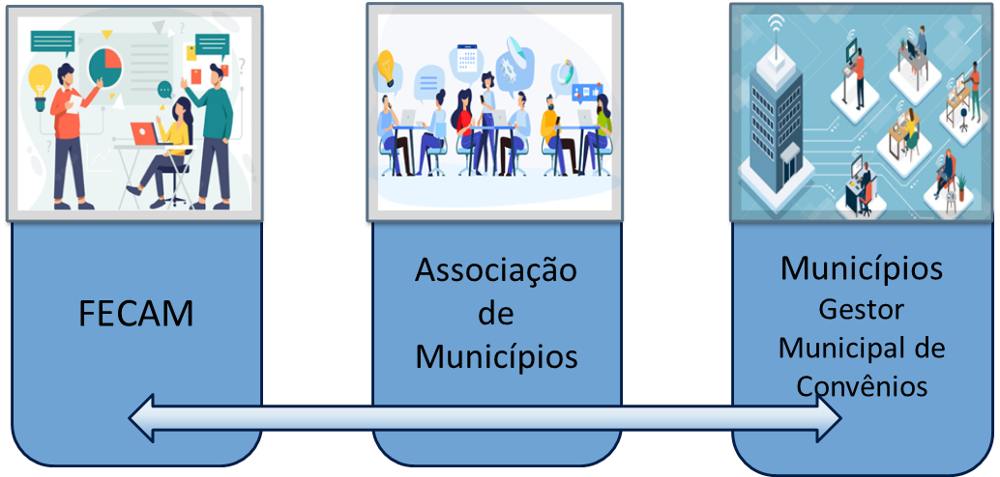 FECAM
Associação
de
Municípios
Municípios
Gestor
Municipal de
Convênios